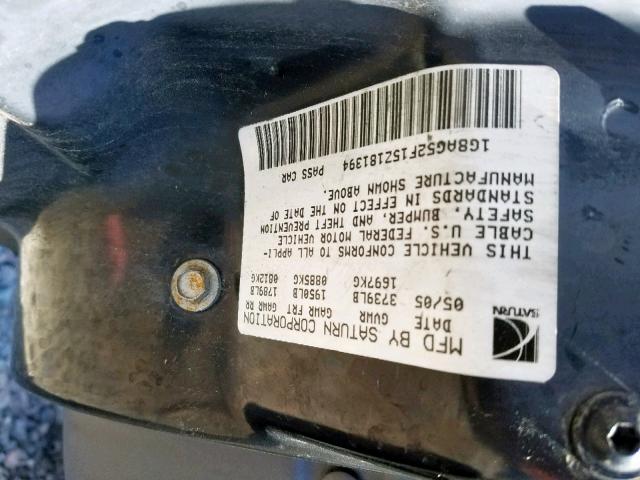 SATURN
MFD BY SATURN CORPORATION
DATE GVWR GAWR FRT GAWR RR
05/05 3739LB 1950LB 1789LB
1697KG 0885KG 0812KG
THIS VEHICLE CONFORMS TO ALL APPLI-
CABLE U.S. FEDERAL MOTOR VEHICLE
SAFETY, BUMPER, AND THEFT PREVENTION
STANDARDS IN EFFECT ON THE DATE OF
MANUFACTURE SHOWN ABOVE.
1G8AG52F15Z181394 PASS CAR